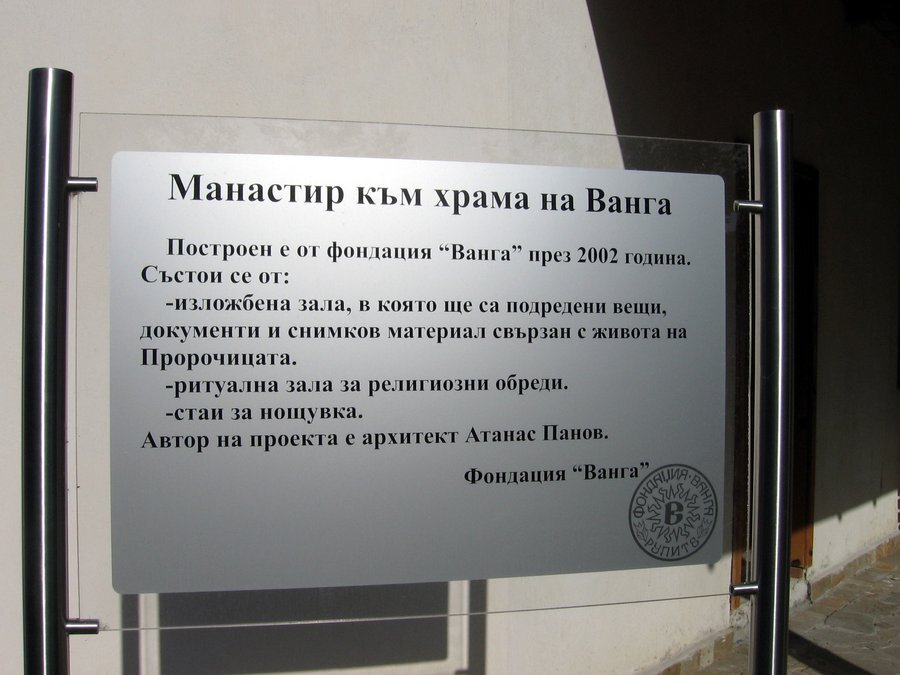 Манастир към храма на Ванга
Построен е от фондация “Ванга” през 2002 година.
Състои се от:
-изложбена зала, в която ще са подредени вещи,
документи и снимков материал свързан с живота на
Пророчицата.
-ритуална зала за религиозни обреди.
-стаи за нощувка.
Автор на проекта е архитект Атанас Панов.
Фондация “Ванга”
ФОНДАЦИЯ·ВАНГА
В
РУПИТЕ